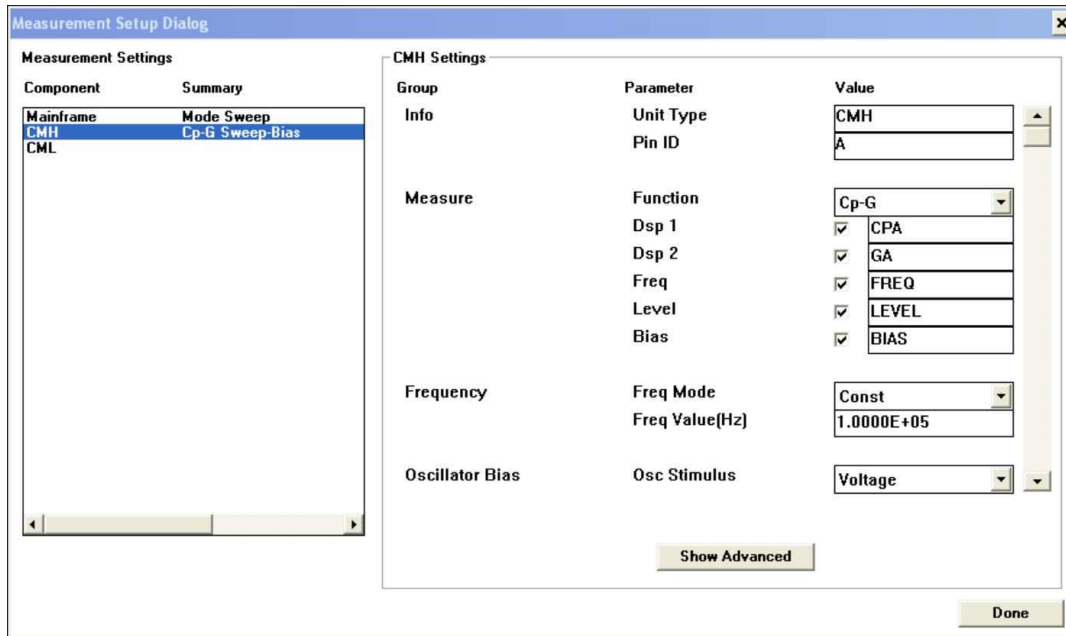 Measurement Setup Dialog
Measurement Settings
Component Summary
Mainframe Mode Sweep
CMH Cp-G Sweep-Bias
CML
CMH Settings
Group Parameter Value
Info Unit Type CMH
Pin ID A
Measure Function Cp-G
Dsp 1 CPA
Dsp 2 GA
Freq FREQ
Level LEVEL
Bias BIAS
Frequency Freq Mode Const
Freq Value(Hz) 1.0000E+05
Oscillator Bias Osc Stimulus Voltage
Show Advanced
Done